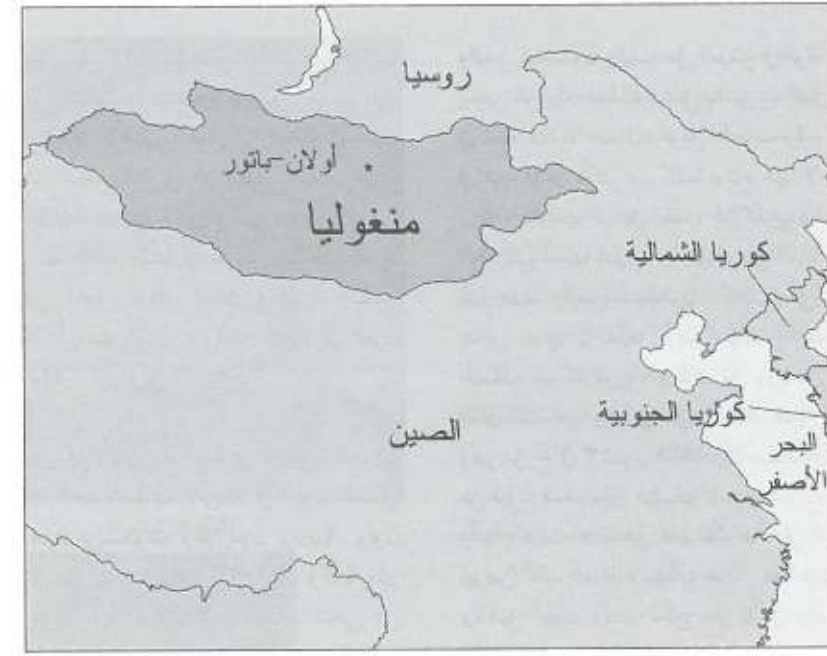 روسيا
أولان-باتور
منغوليا
كوريا الشمالية
كوريا الجنوبية
الصين
البحر
الأصفر